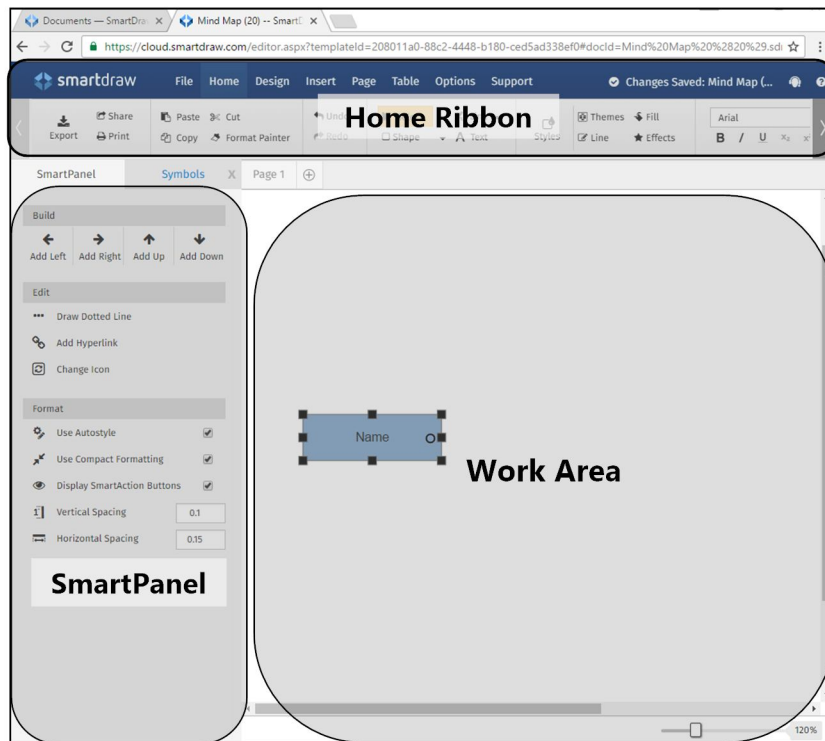 Documents — SmartDra
Mind Map (20) -- SmartD
https://cloud.smartdraw.com/editor.aspx?templateId=208011a0-88c2-4448-b180-ced5ad338ef0#docId=Mind%20Map%20%2820%29.sd
smartdraw File Home Design Insert Page Table Options Support Changes Saved: Mind Map (...
Export Share Print Paste Copy Cut Format Painter Undo Redo Shape Text Styles Themes Line Fill Effects Arial B I U X₂ x
Home Ribbon
SmartPanel Symbols X Page 1
Build
Add Left Add Right Add Up Add Down
Edit
Draw Dotted Line
Add Hyperlink
Change Icon
Format
Use Autostyle
Use Compact Formatting
Display SmartAction Buttons
Vertical Spacing 0.1
Horizontal Spacing 0.15
SmartPanel
Name
Work Area
120%